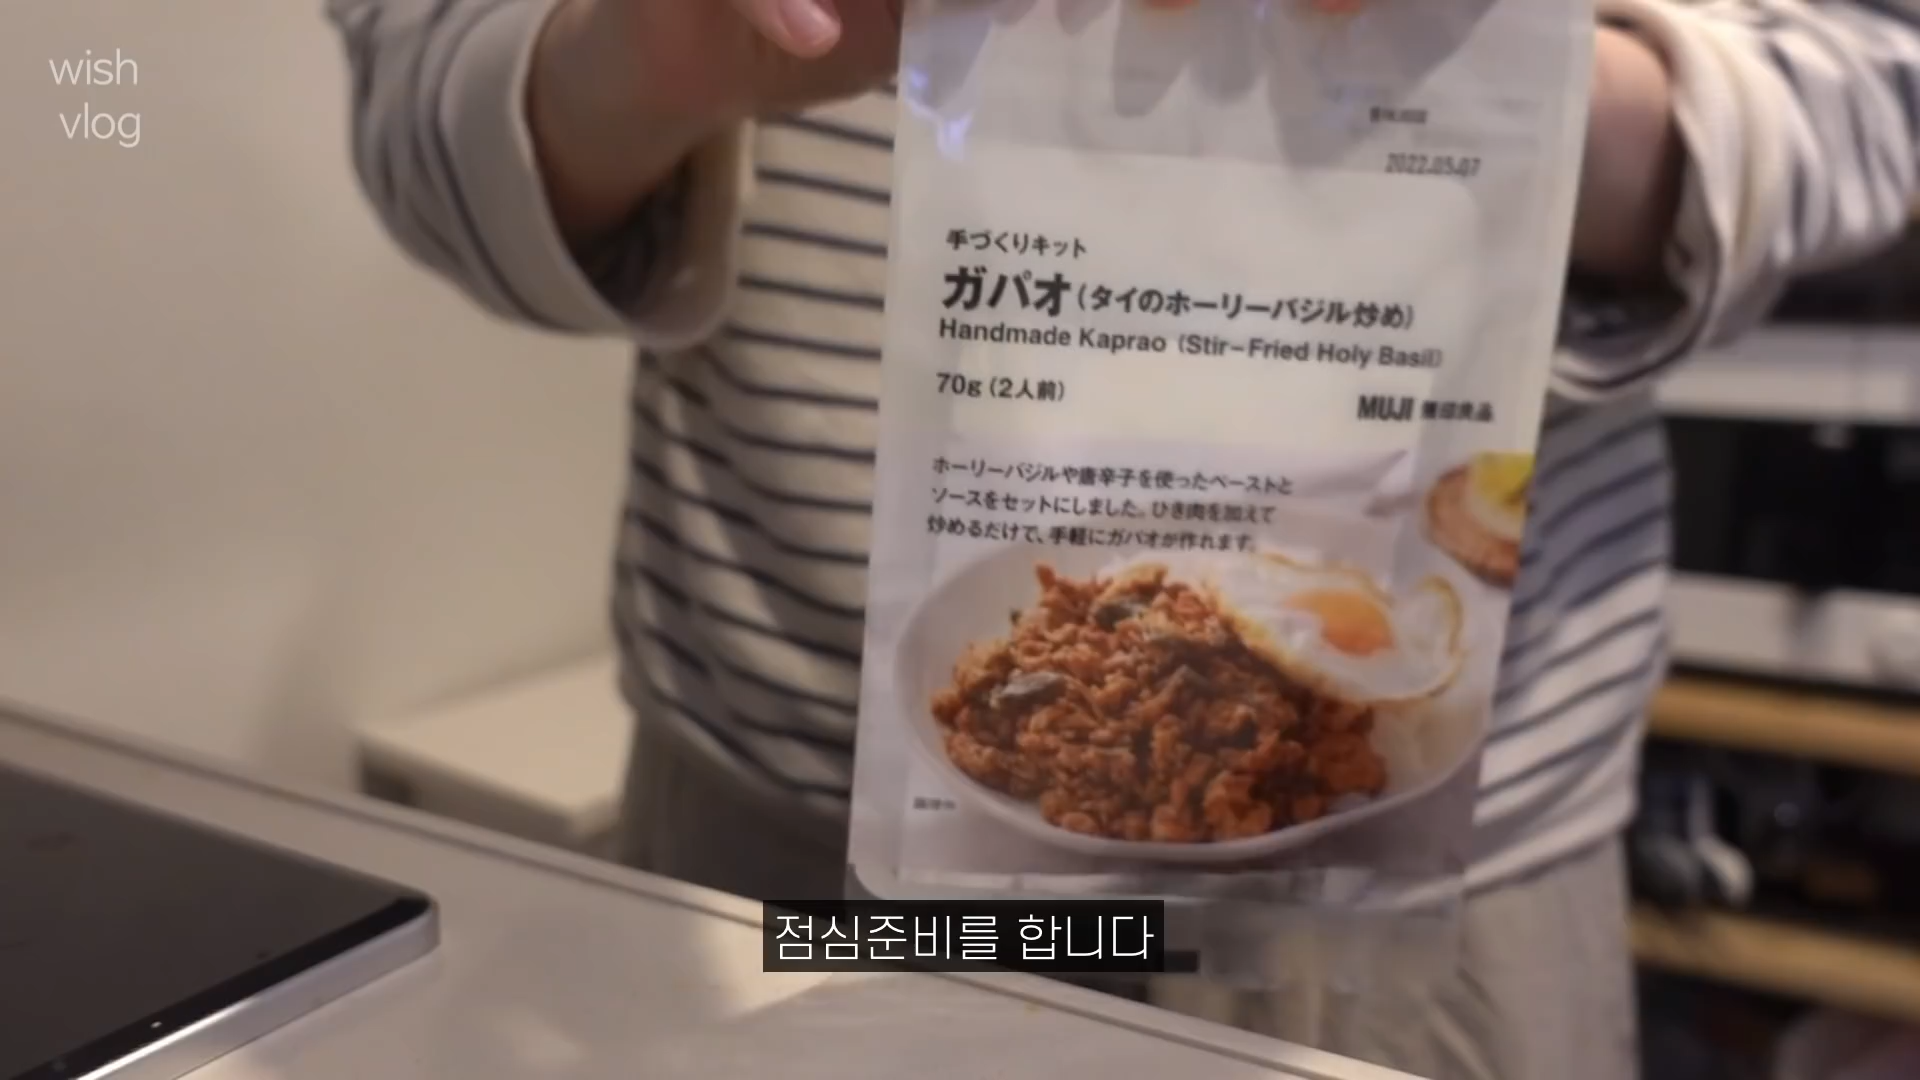 wish
vlog
2022.05.07
手づくりキット
ガパオ(タイのホーリーバジル炒め)
Handmade Kaprao (Stir-Fried Holy Basil)
70g (2人前)
MUJI 無印良品
ホーリーバジルや唐辛子を使ったペーストと
ソースをセットにしました。ひき肉を加えて
炒めるだけで、手軽にガパオが作れます。
점심준비를 합니다